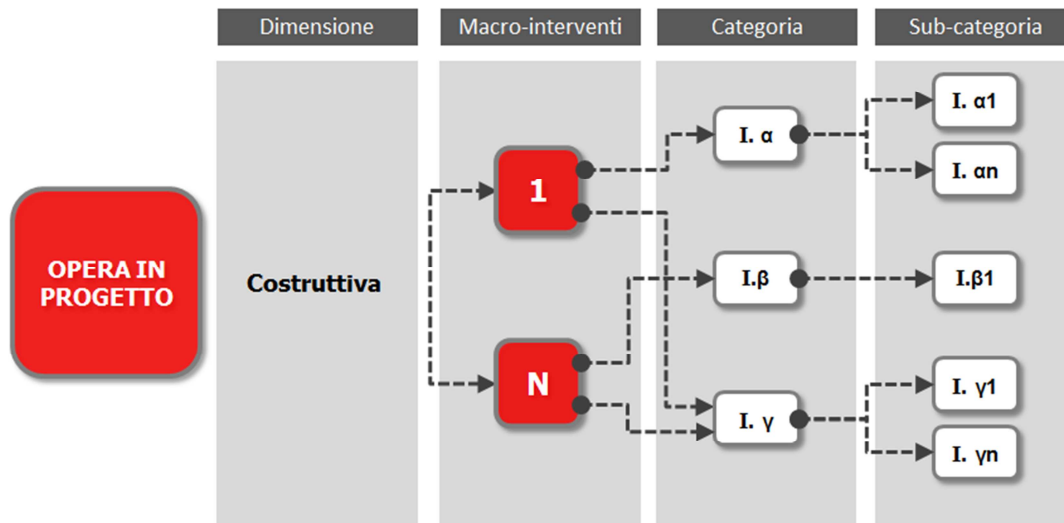 Dimensione
Macro-interventi
Categoria
Sub-categoria
OPERA IN
PROGETTO
Costruttiva
1
N
I. α
I.β
I. γ
I. α1
I. αn
I.β1
I. γ1
I. γn